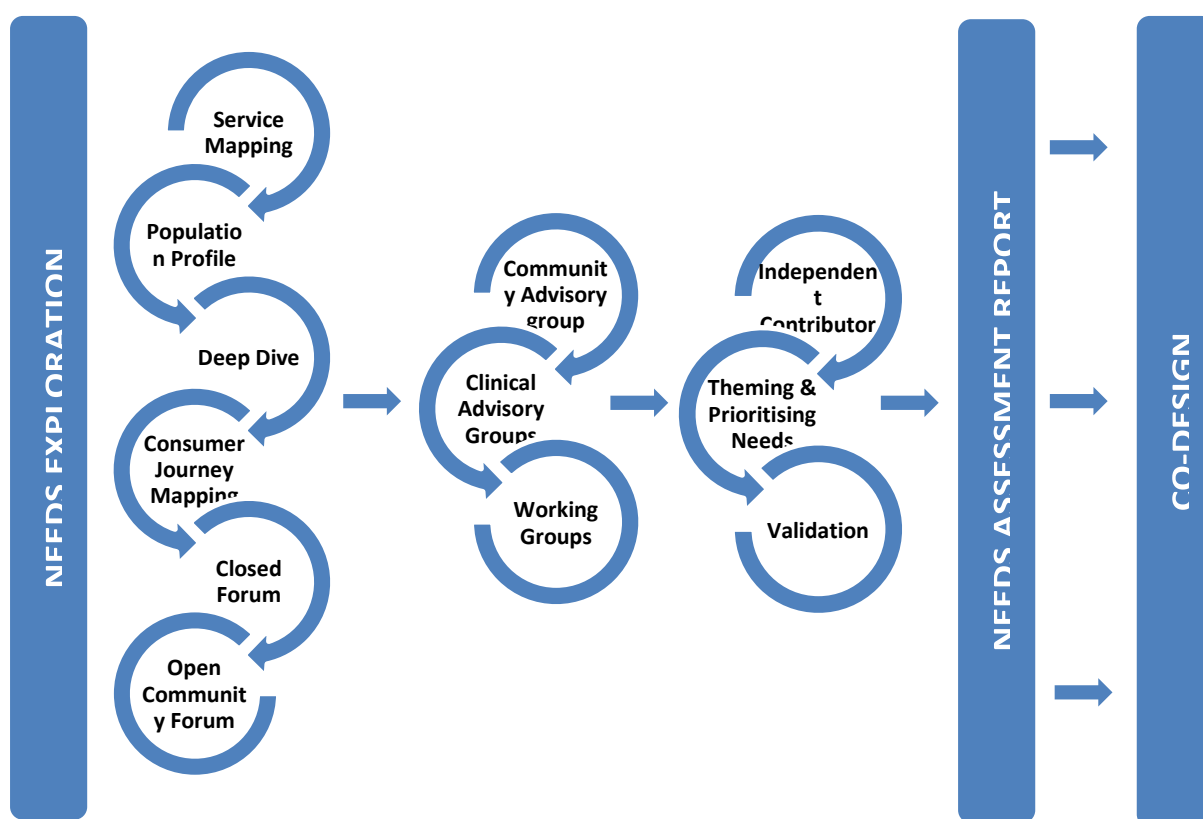 NEEDS EXPLORATION
Service
Mapping
Populatio
n Profile
Deep Dive
Consumer
Journey
Mapping
Closed
Forum
Open
Communit
y Forum
Communit
y Advisory
group
Clinical
Advisory
Groups
Working
Groups
Independen
t
Contributor
Theming &
Prioritising
Needs
Validation
NEEDS ASSESSMENT REPORT
CO-DESIGN